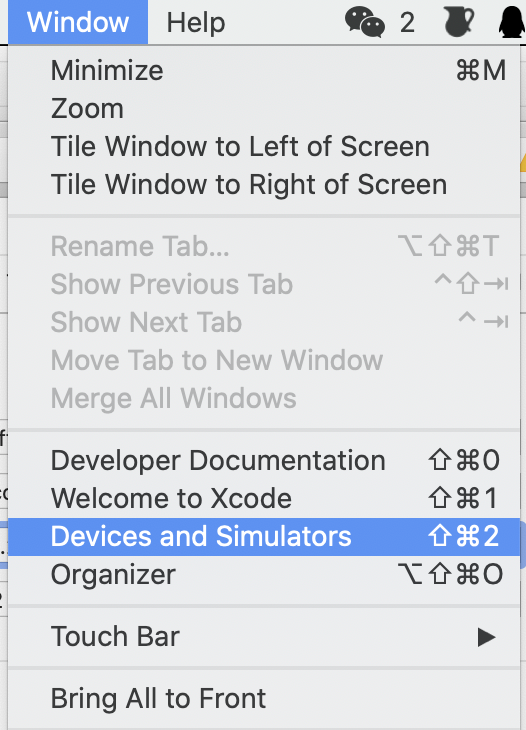 Window Help 2
Minimize ⌘M
Zoom
Tile Window to Left of Screen
Tile Window to Right of Screen
Rename Tab... ⌥⇧⌘T
Show Previous Tab ^⇧⇥
Show Next Tab ^⇥
Move Tab to New Window
Merge All Windows
Developer Documentation ⇧⌘0
Welcome to Xcode ⇧⌘1
Devices and Simulators ⇧⌘2
Organizer ⌥⇧⌘O
Touch Bar ▶
Bring All to Front